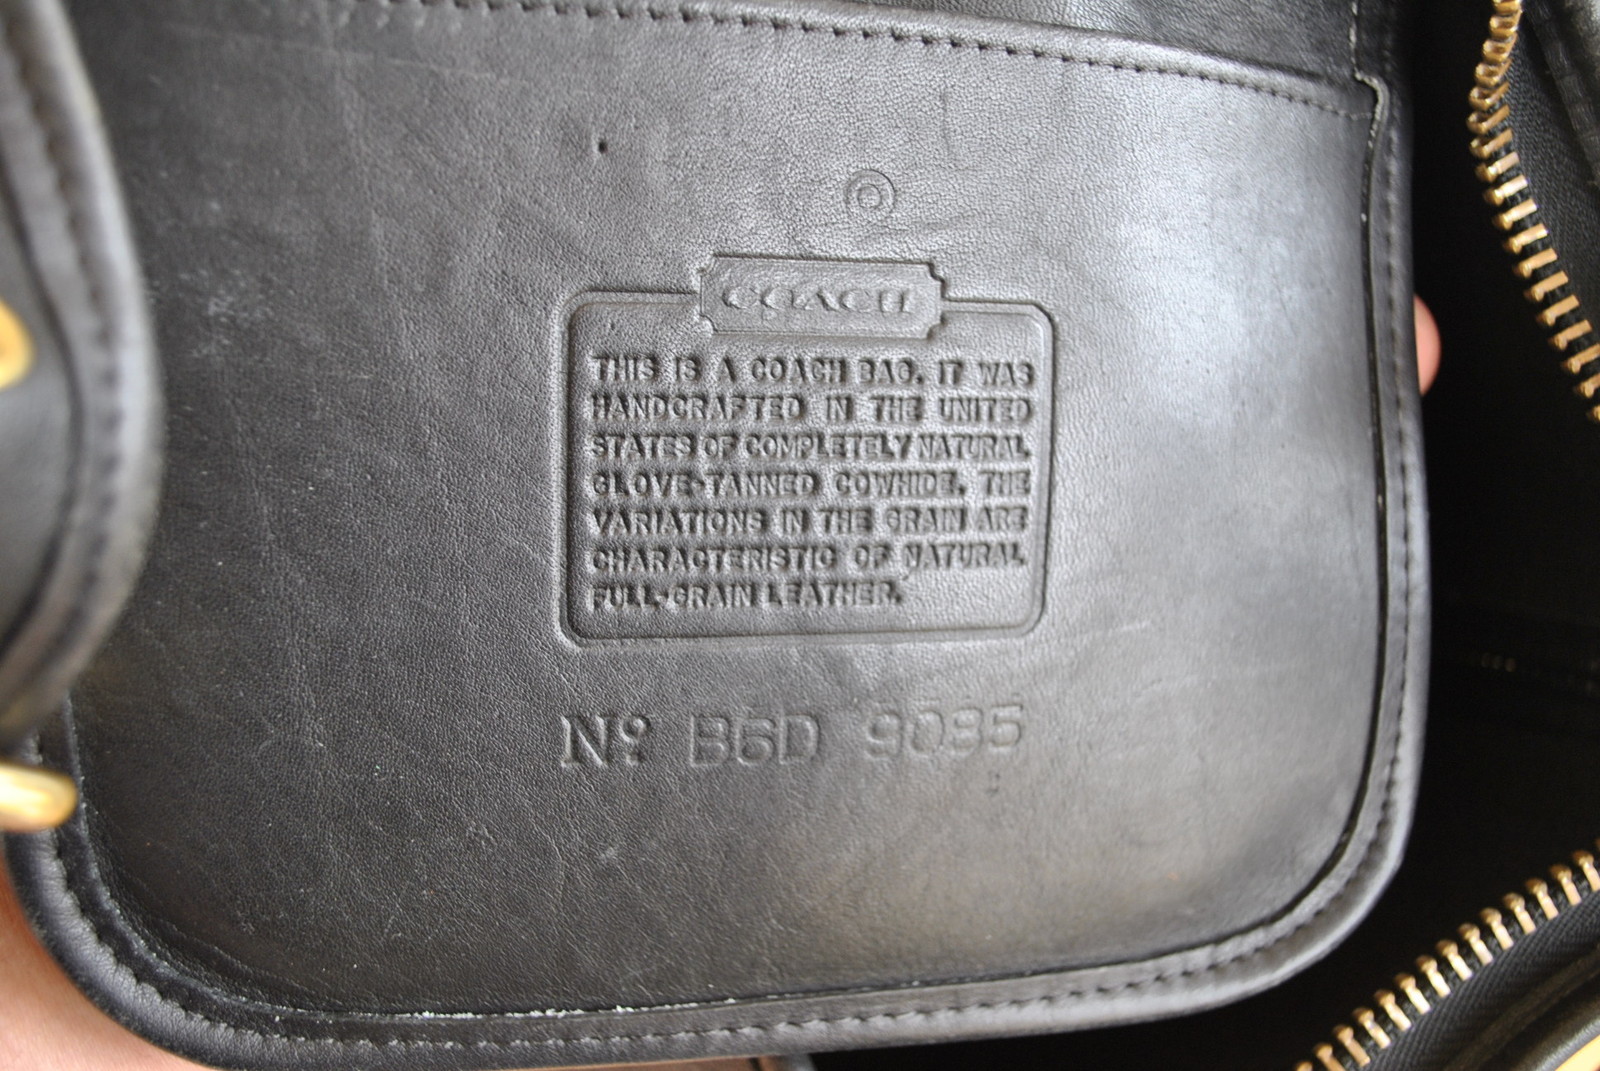 COACH
THIS IS A COACH BAG. IT WAS
HANDCRAFTED IN THE UNITED
STATES OF COMPLETELY NATURAL
GLOVE-TANNED COWHIDE. THE
VARIATIONS IN THE GRAIN ARE
CHARACTERISTIC OF NATURAL
FULL-GRAIN LEATHER.
Nº B6D 9085